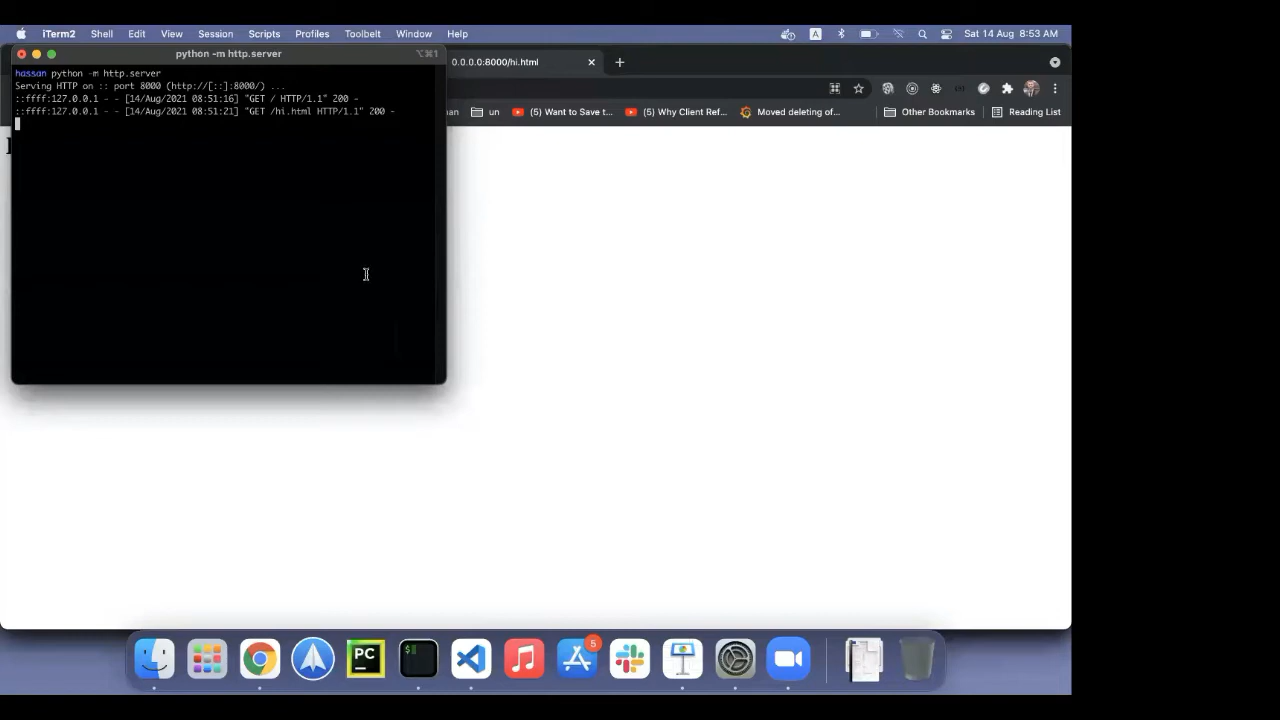 iTerm2 Shell Edit View Session Scripts Profiles Toolbelt Window Help A Sat 14 Aug 8:53 AM
python -m http.server ⌥⌘1
0.0.0.0:8000/hi.html
hassan python -m http.server
Serving HTTP on :: port 8000 (http://[::]:8000/) ...
::ffff:127.0.0.1 - - [14/Aug/2021 08:51:16] "GET / HTTP/1.1" 200 -
::ffff:127.0.0.1 - - [14/Aug/2021 08:51:21] "GET /hi.html HTTP/1.1" 200 -
un (5) Want to Save t... (5) Why Client Ref... Moved deleting of... Other Bookmarks Reading List
PC
$
5